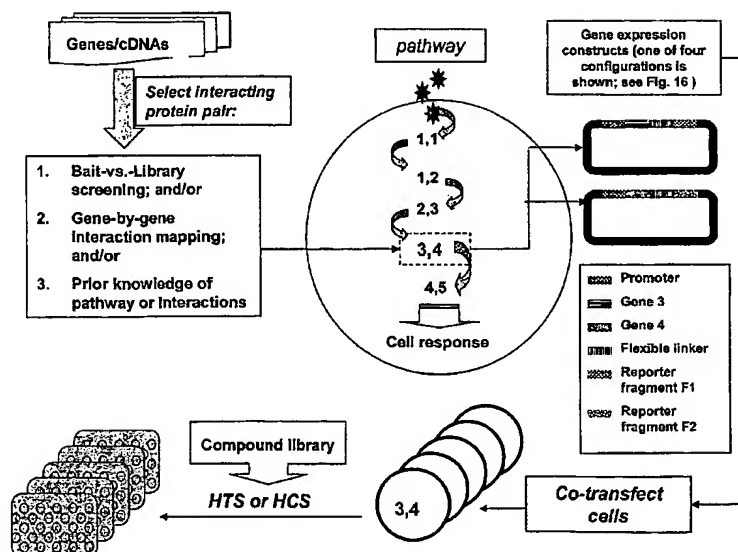 Genes/cDNAs
Select interacting
protein pair:
1. Bait-vs.-Library
screening; and/or
2. Gene-by-gene
Interaction mapping;
and/or
3. Prior knowledge of
pathway or Interactions
pathway
1,1
1,2
2,3
3,4
4,5
Cell response
Gene expression
constructs (one of four
configurations is
shown; see Fig. 16 )
Promoter
Gene 3
Gene 4
Flexible linker
Reporter
fragment F1
Reporter
fragment F2
Compound library
HTS or HCS
3,4
Co-transfect
cells